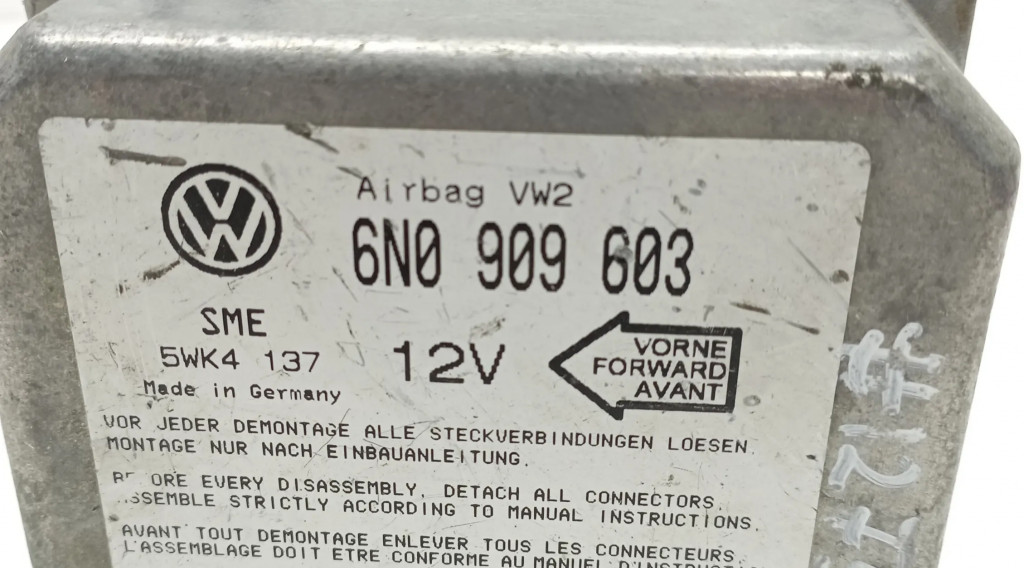 Airbag VW2
6N0 909 603
SME
5WK4 137
Made in Germany
12V
VORNE
FORWARD
AVANT
VOR JEDER DEMONTAGE ALLE STECKVERBINDUNGEN LOESEN.
MONTAGE NUR NACH EINBAUANLEITUNG.
BEFORE EVERY DISASSEMBLY, DETACH ALL CONNECTORS.
ASSEMBLE STRICTLY ACCORDING TO MANUAL INSTRUCTIONS.
AVANT TOUT DEMONTAGE ENLEVER TOUS LES CONNECTEURS.
L'ASSEMBLAGE DOIT ETRE CONFORME AU MANUEL